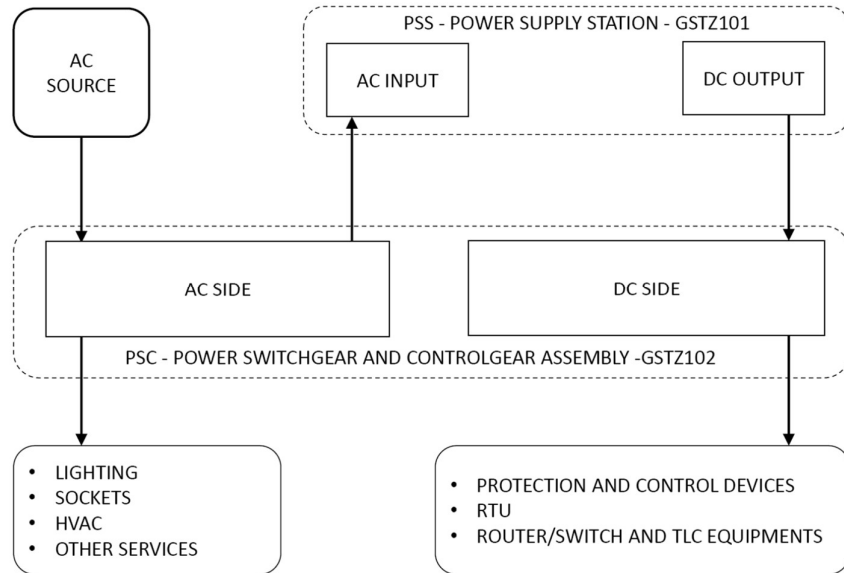 AC
SOURCE
PSS - POWER SUPPLY STATION - GSTZ101
AC INPUT
DC OUTPUT
AC SIDE
DC SIDE
PSC - POWER SWITCHGEAR AND CONTROLGEAR ASSEMBLY -GSTZ102
• LIGHTING
• SOCKETS
• HVAC
• OTHER SERVICES
• PROTECTION AND CONTROL DEVICES
• RTU
• ROUTER/SWITCH AND TLC EQUIPMENTS